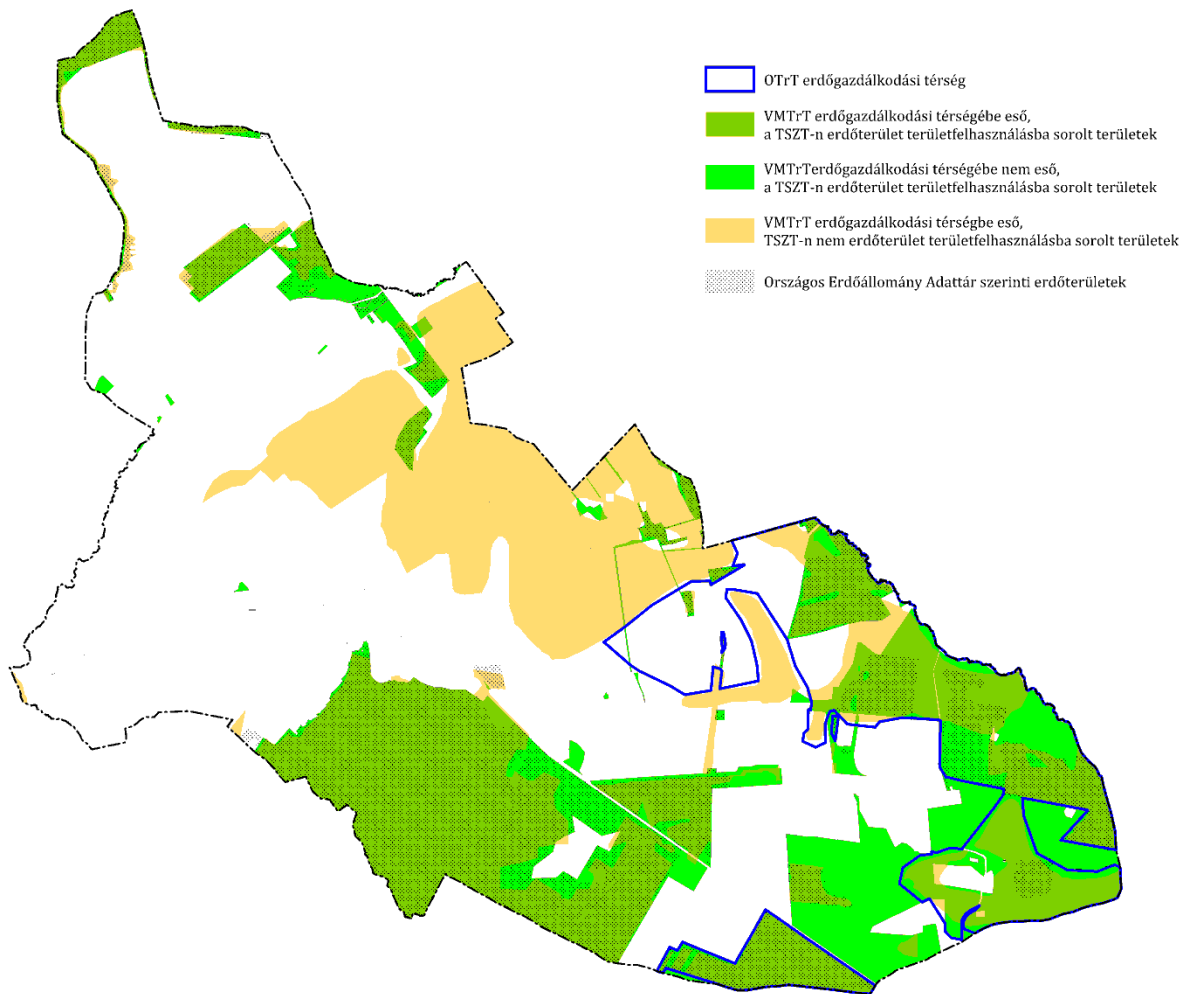 OTrT erdőgazdálkodási térség
VMTrT erdőgazdálkodási térségébe eső,
a TSZT-n erdőterület területfelhasználásba sorolt területek
VMTrTerdőgazdálkodási térségébe nem eső,
a TSZT-n erdőterület területfelhasználásba sorolt területek
VMTrT erdőgazdálkodási térségbe eső,
TSZT-n nem erdőterület területfelhasználásba sorolt területek
Országos Erdőállomány Adattár szerinti erdőterületek